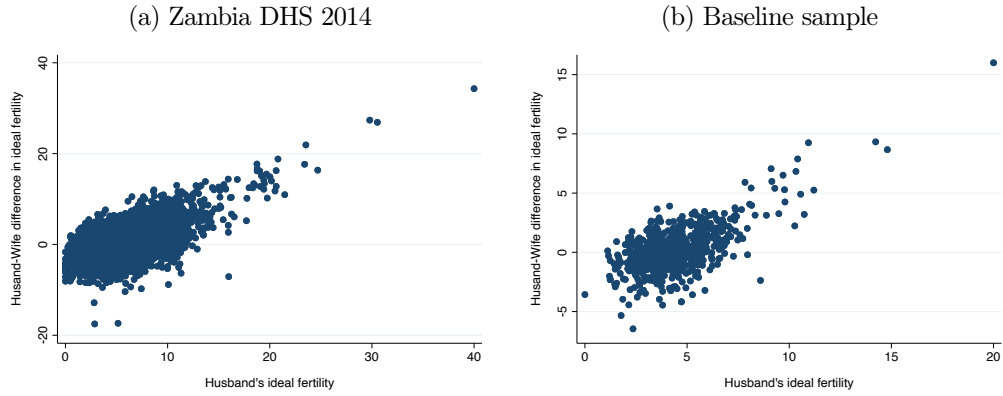 (a) Zambia DHS 2014
Husand-Wife difference in ideal fertility
40
20
0
-20
0 10 20 30 40
Husband's ideal fertility
(b) Baseline sample
Husand-Wife difference in ideal fertility
15
10
5
0
-5
0 5 10 15 20
Husband's ideal fertility